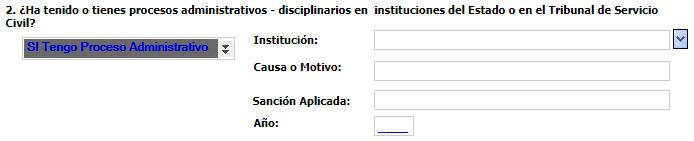 2. ¿Ha tenido o tienes procesos administrativos - disciplinarios en instituciones del Estado o en el Tribunal de Servicio
Civil?
SI Tengo Proceso Administrativo
Institución:
Causa o Motivo:
Sanción Aplicada:
Año: